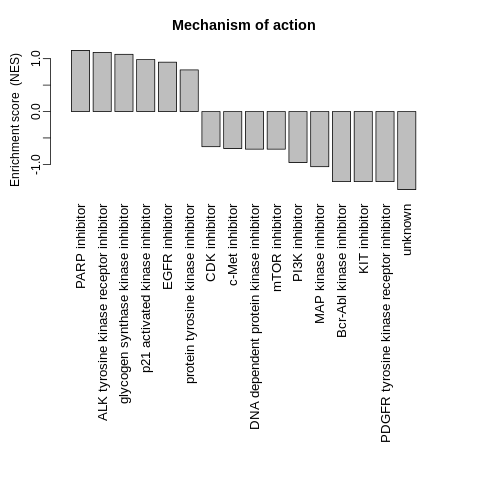 Mechanism of action
Enrichment score (NES)
1.0
0.0
-1.0
PARP inhibitor
ALK tyrosine kinase receptor inhibitor
glycogen synthase kinase inhibitor
p21 activated kinase inhibitor
EGFR inhibitor
protein tyrosine kinase inhibitor
CDK inhibitor
c-Met inhibitor
DNA dependent protein kinase inhibitor
mTOR inhibitor
PI3K inhibitor
MAP kinase inhibitor
Bcr-Abl kinase inhibitor
KIT inhibitor
PDGFR tyrosine kinase receptor inhibitor
unknown